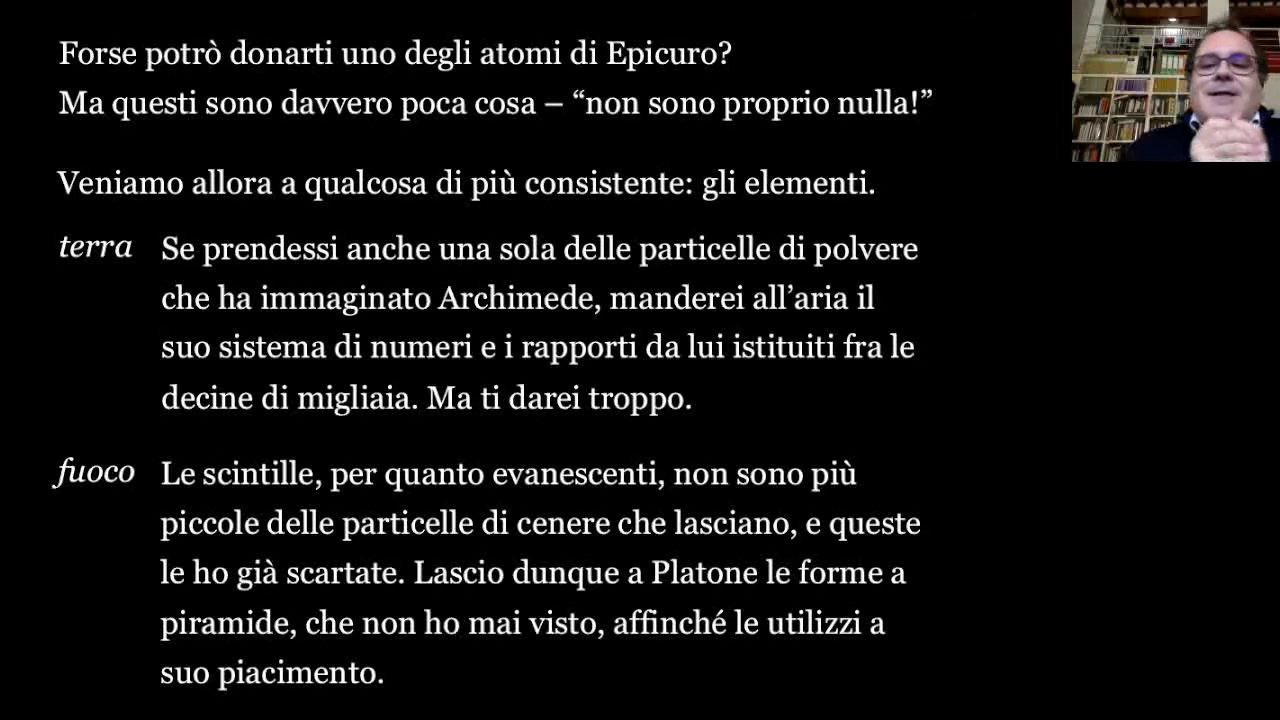 Forse potrò donarti uno degli atomi di Epicuro?
Ma questi sono davvero poca cosa – “non sono proprio nulla!”
Veniamo allora a qualcosa di più consistente: gli elementi.
terra Se prendessi anche una sola delle particelle di polvere
che ha immaginato Archimede, manderei all’aria il
suo sistema di numeri e i rapporti da lui istituiti fra le
decine di migliaia. Ma ti darei troppo.
fuoco Le scintille, per quanto evanescenti, non sono più
piccole delle particelle di cenere che lasciano, e queste
le ho già scartate. Lascio dunque a Platone le forme a
piramide, che non ho mai visto, affinché le utilizzi a
suo piacimento.